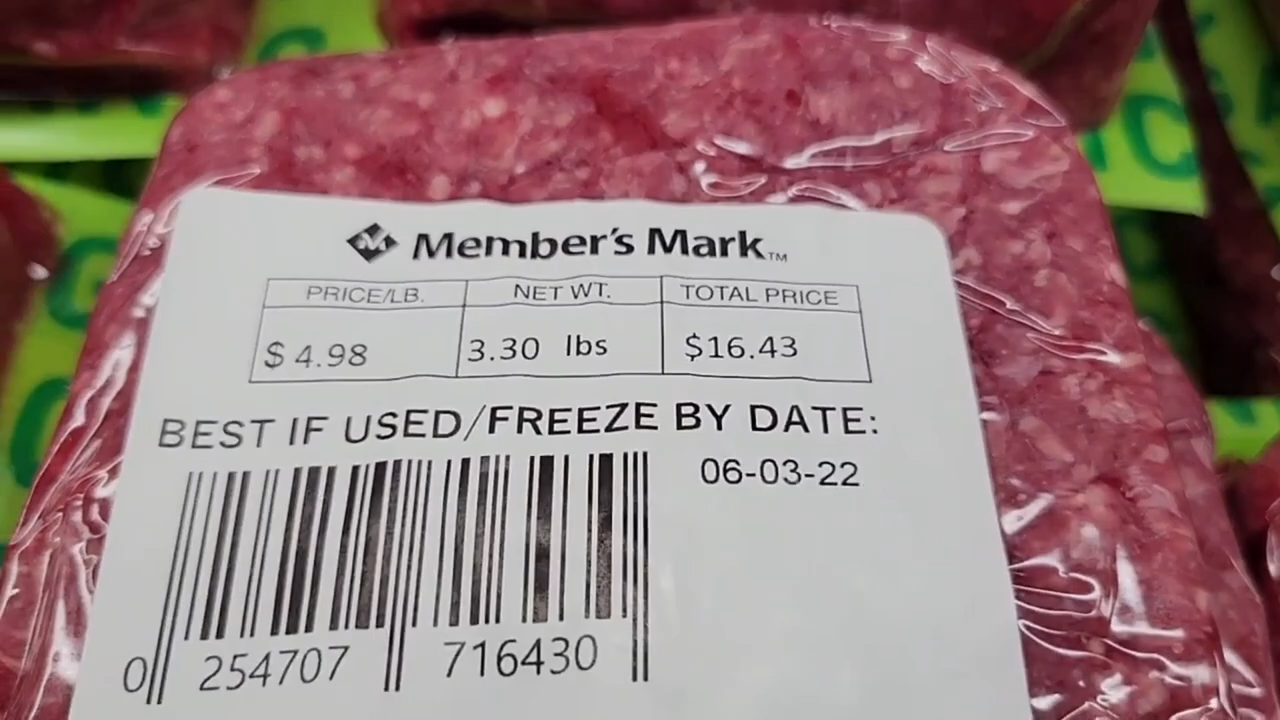 Member's Mark™
PRICE/LB. NET WT. TOTAL PRICE
$ 4.98 3.30 lbs $16.43
BEST IF USED/FREEZE BY DATE:
06-03-22
0 254707 716430